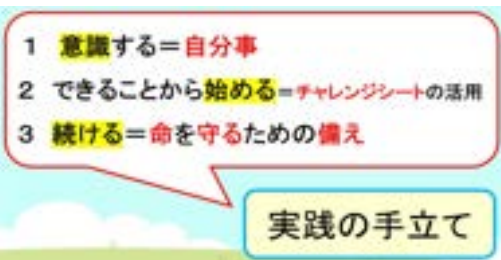 1 意識する＝自分事
2 できることから始める＝チャレンジシートの活用
3 続ける＝命を守るための備え
実践の手立て